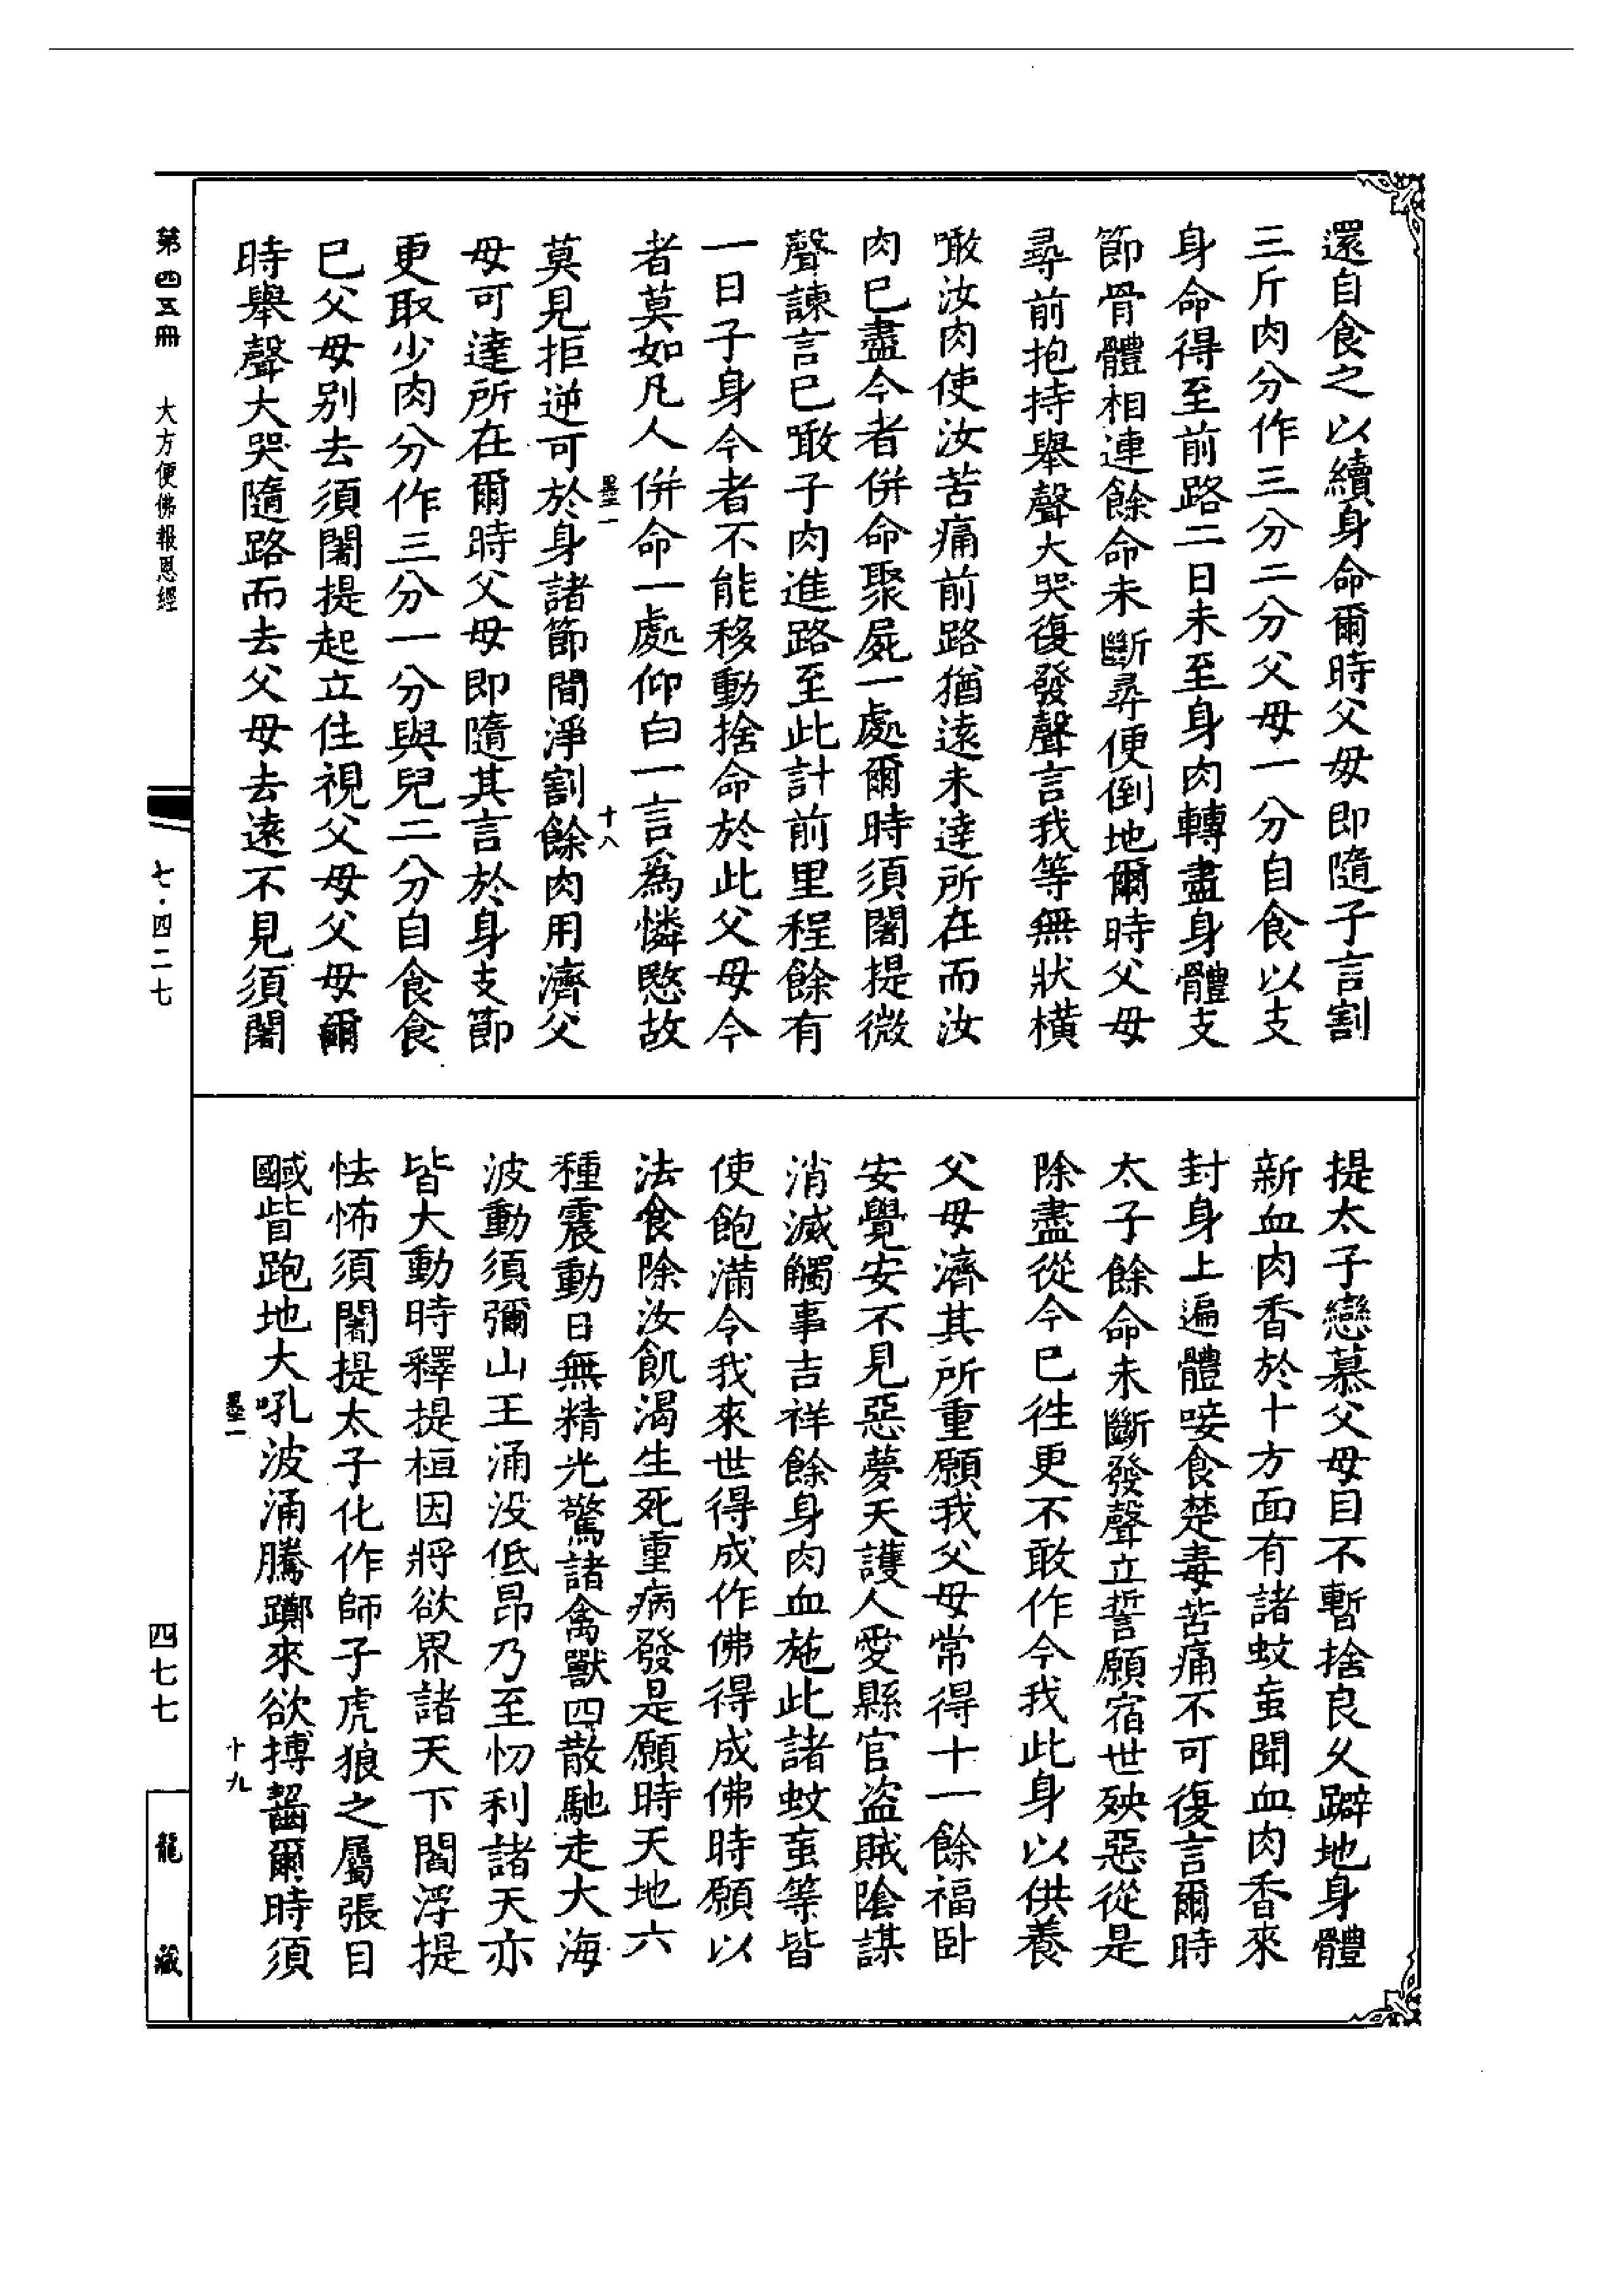 還自食之以續身命爾時父母即隨子言割
三斤肉分作三分二分父母一分自食以支
身命得至前路二日未至身肉轉盡身體支
節骨體相連餘命未斷尋便倒地爾時父母
尋前抱持舉聲大哭復發聲言我等無狀橫
噉汝肉使汝苦痛前路猶遠未達所在而汝
肉已盡今者併命聚屍一處爾時須闍提微
聲諫言已噉子肉進路至此計前里程餘有
一日子身今者不能移動捨命於此父母今
者莫如凡人併命一處仰白一言為憐愍故
墨一
十八
莫見拒逆可於身諸節間淨割餘肉用濟父
母可達所在爾時父母即隨其言於身支節
更取少肉分作三分一分與兒二分自食食
已父母別去須闍提起立住視父母父母爾
時舉聲大哭隨路而去父母去遠不見須闍
提太子戀慕父母目不暫捨良久躃地身體
新血肉香於十方面有諸蚊䖟聞血肉香來
封身上遍體唼食楚毒苦痛不可復言爾時
太子餘命未斷發聲立誓願宿世殃惡從是
除盡從今已往更不敢作今我此身以供養
父母濟其所重願我父母常得十一餘福臥
安覺安不見惡夢天護人愛縣官盜賊陰謀
消滅觸事吉祥餘身肉血施此諸蚊䖟等皆
使飽滿令我來世得成作佛得成佛時願以
法食除汝飢渴生死重病發是願時天地六
種震動日無精光驚諸禽獸四散馳走大海
波動須彌山王涌沒低昂乃至忉利諸天亦
皆大動時釋提桓因將欲界諸天下閻浮提
怯怖須闍提太子化作師子虎狼之屬張目
𪘲眥跑地大吼波涌騰躑來欲搏齧爾時須
墨一
十九
第四五冊
大方便佛報恩經
七·四二七
四七七
龍藏